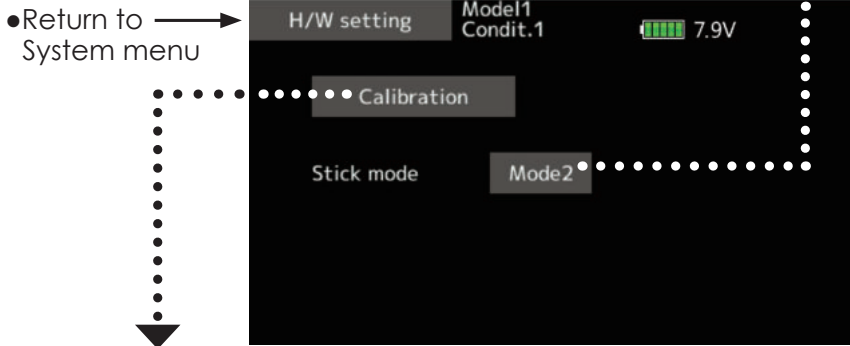 ●Return to
System menu
H/W setting
Model1
Condit.1
7.9V
Calibration
Stick mode
Mode2